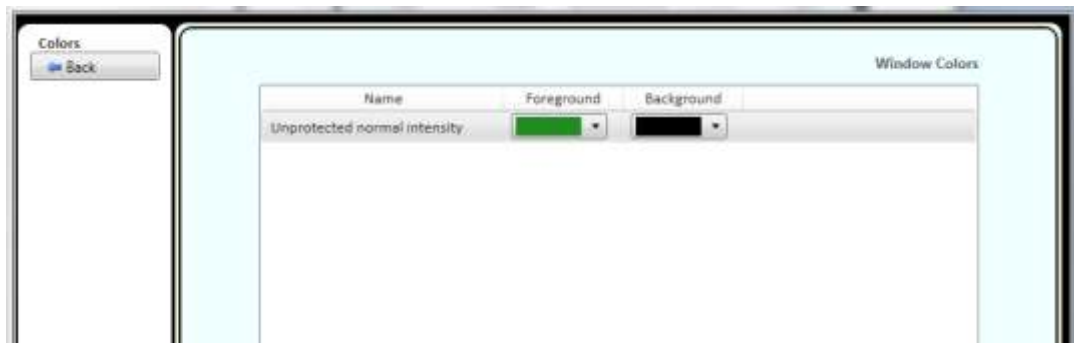 Colors
Back
Window Colors
Name Foreground Background
Unprotected normal intensity